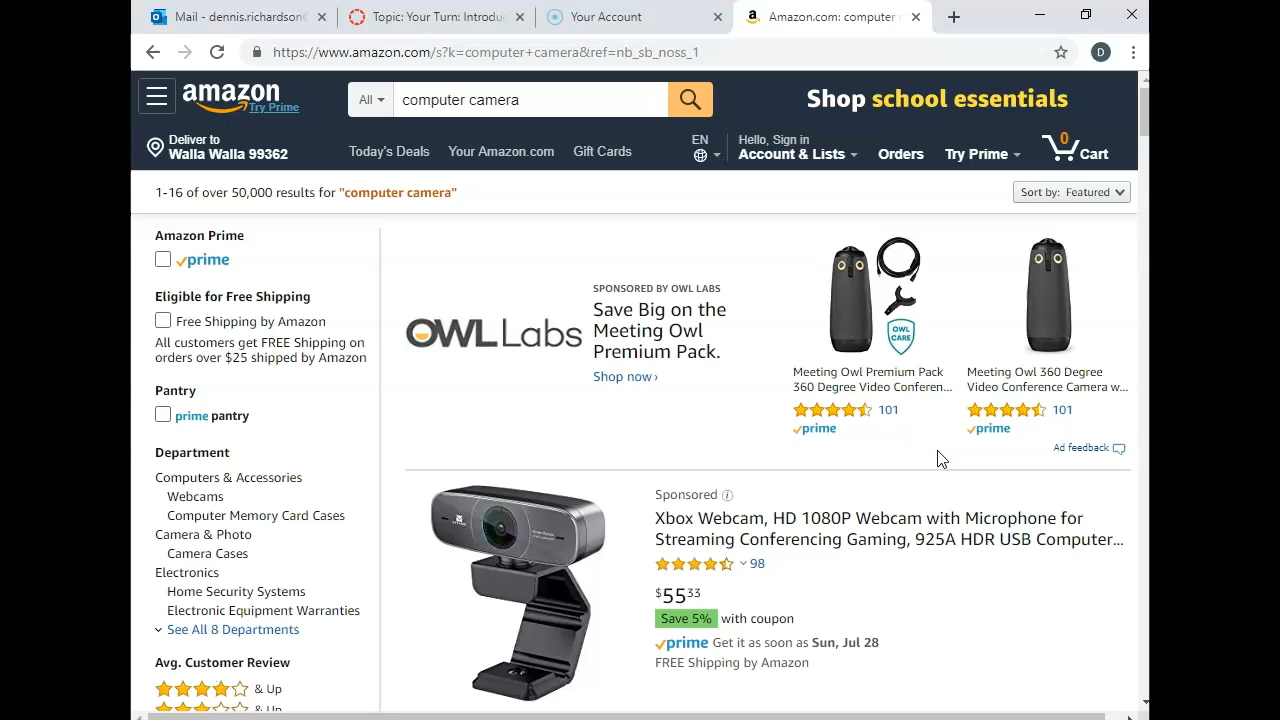 Mail - dennis.richardson
Topic: Your Turn: Introdu
Your Account
Amazon.com: computer c
https://www.amazon.com/s?k=computer+camera&ref=nb_sb_noss_1
D
amazon
Try Prime
All
computer camera
Shop school essentials
Deliver to
Walla Walla 99362
Today's Deals
Your Amazon.com
Gift Cards
EN
Hello, Sign in
Account & Lists
Orders
Try Prime
0
Cart
1-16 of over 50,000 results for "computer camera"
Sort by: Featured
Amazon Prime
prime
Eligible for Free Shipping
Free Shipping by Amazon
All customers get FREE Shipping on
orders over $25 shipped by Amazon
Pantry
prime pantry
Department
Computers & Accessories
Webcams
Computer Memory Card Cases
Camera & Photo
Camera Cases
Electronics
Home Security Systems
Electronic Equipment Warranties
See All 8 Departments
Avg. Customer Review
& Up
& Up
OWL Labs
SPONSORED BY OWL LABS
Save Big on the
Meeting Owl
Premium Pack.
Shop now ›
OWL
CARE
Meeting Owl Premium Pack
360 Degree Video Conferen...
101
prime
Meeting Owl 360 Degree
Video Conference Camera w...
101
prime
Ad feedback
Sponsored
Xbox Webcam, HD 1080P Webcam with Microphone for
Streaming Conferencing Gaming, 925A HDR USB Computer...
98
$55 33
Save 5% with coupon
prime Get it as soon as Sun, Jul 28
FREE Shipping by Amazon